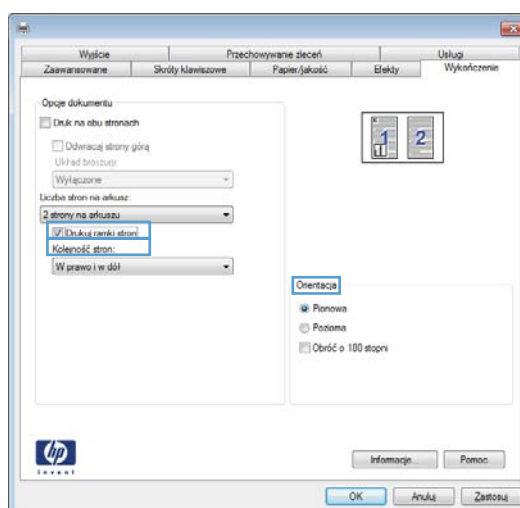 Wyjście Przechowywanie zleceń Usługi
Zaawansowane Skróty klawiszowe Papier/jakość Efekty Wykończenie
Opcje dokumentu
Druk na obu stronach
Odwracaj strony górą
Układ broszury:
Wyłączone
Liczba stron na arkusz:
2 strony na arkuszu
Drukuj ramki stron
Kolejność stron:
W prawo i w dół
1 2
Orientacja
Pionowa
Pozioma
Obróć o 180 stopni
hp
invent
Informacje... Pomoc
OK Anuluj Zastosuj